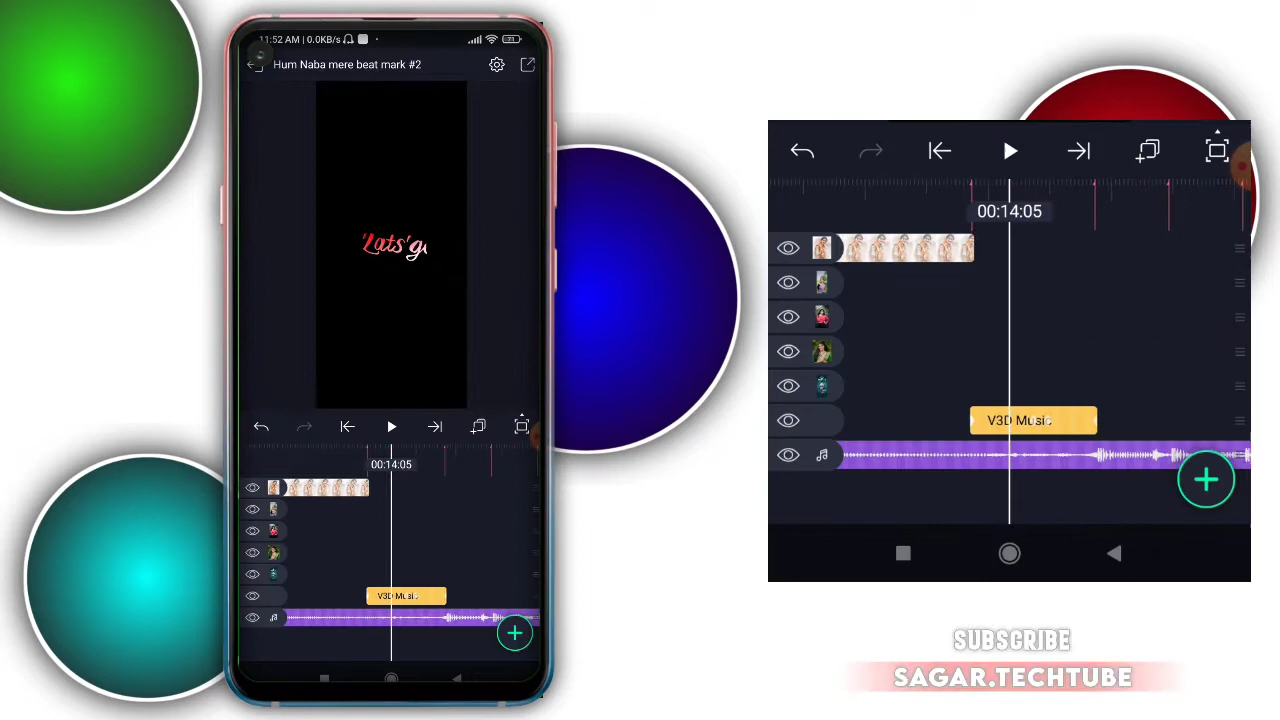 11:52 AM | 0.0KB/s
71
Hum Naba mere beat mark #2
'Lats'go
00:14:05
V3D Music
00:14:05
V3D Music
SUBSCRIBE
SAGAR.TECHTUBE